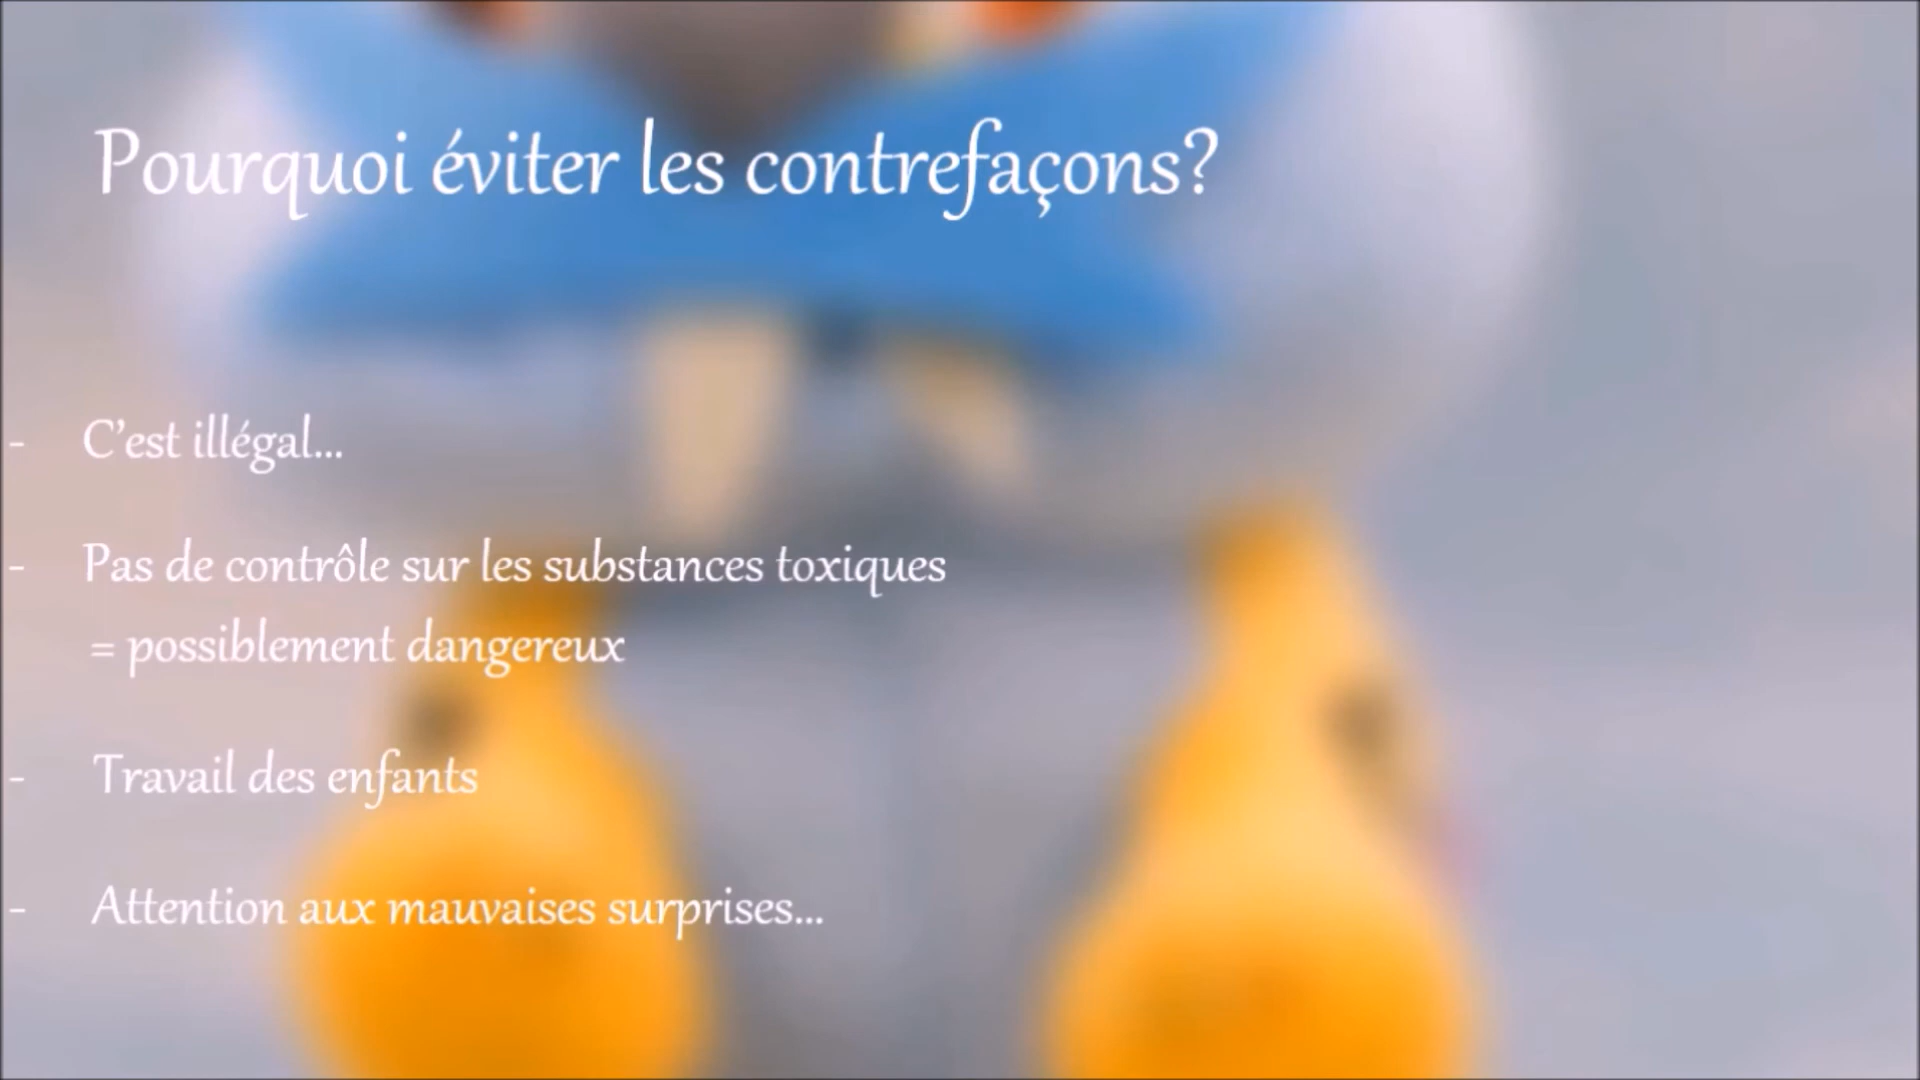 Pourquoi éviter les contrefaçons?
- C'est illégal...
- Pas de contrôle sur les substances toxiques
= possiblement dangereux
- Travail des enfants
- Attention aux mauvaises surprises...